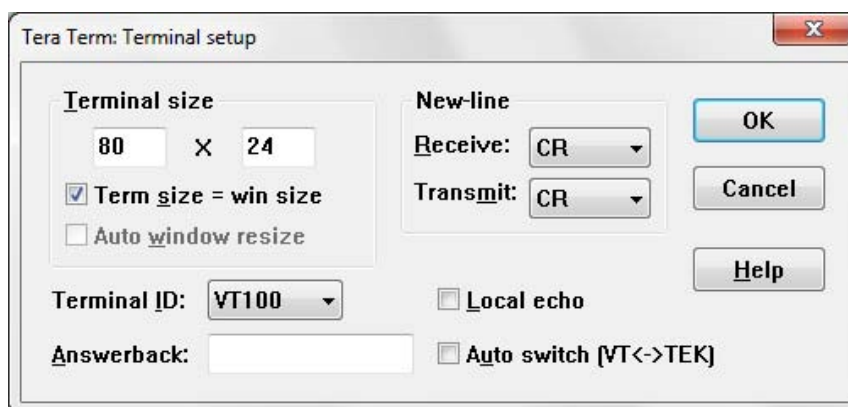 Tera Term: Terminal setup
Terminal size
80 X 24
Term size = win size
Auto window resize
New-line
Receive: CR
Transmit: CR
OK
Cancel
Help
Terminal ID: VT100
Local echo
Answerback:
Auto switch (VT<->TEK)